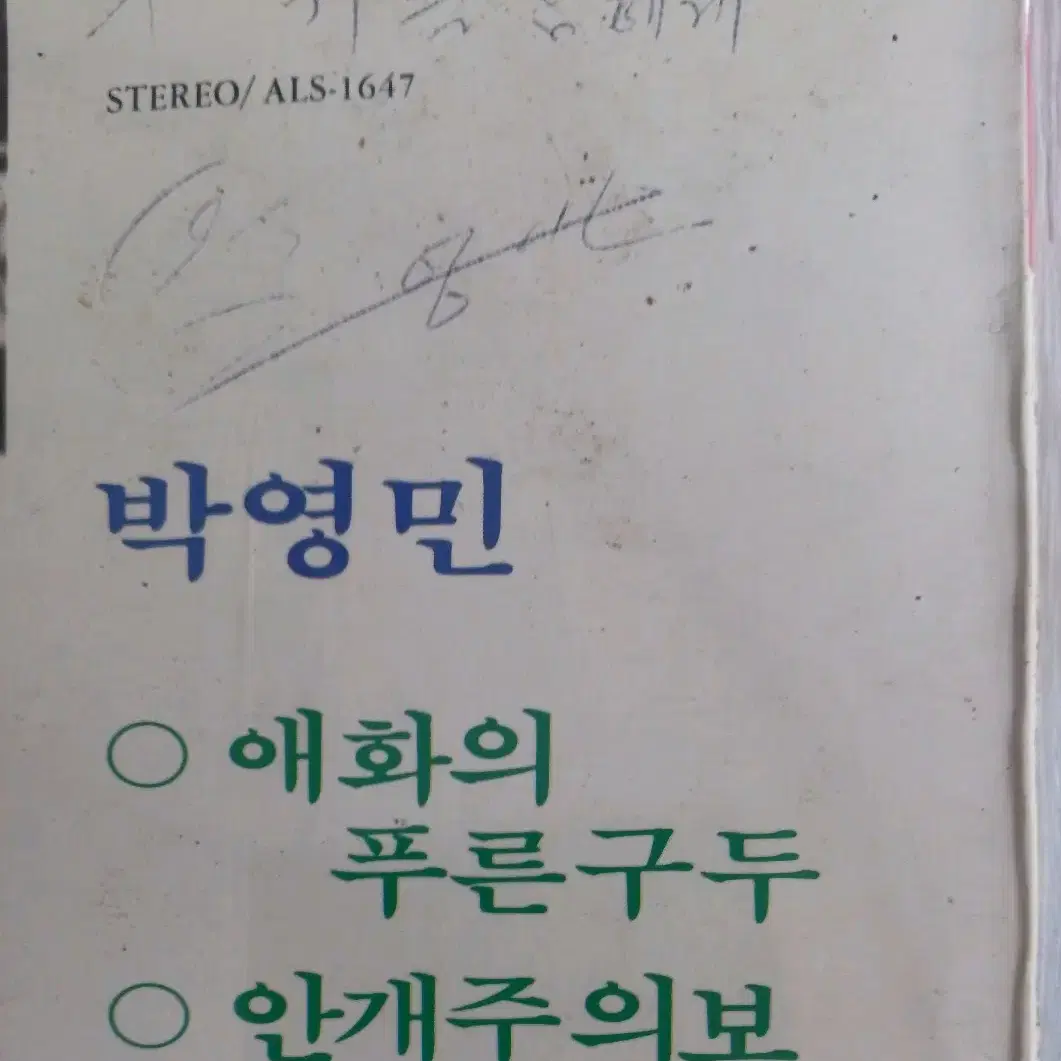 STEREO/ ALS-1647
박영민
○ 애화의
푸른구두
○ 안개주의보